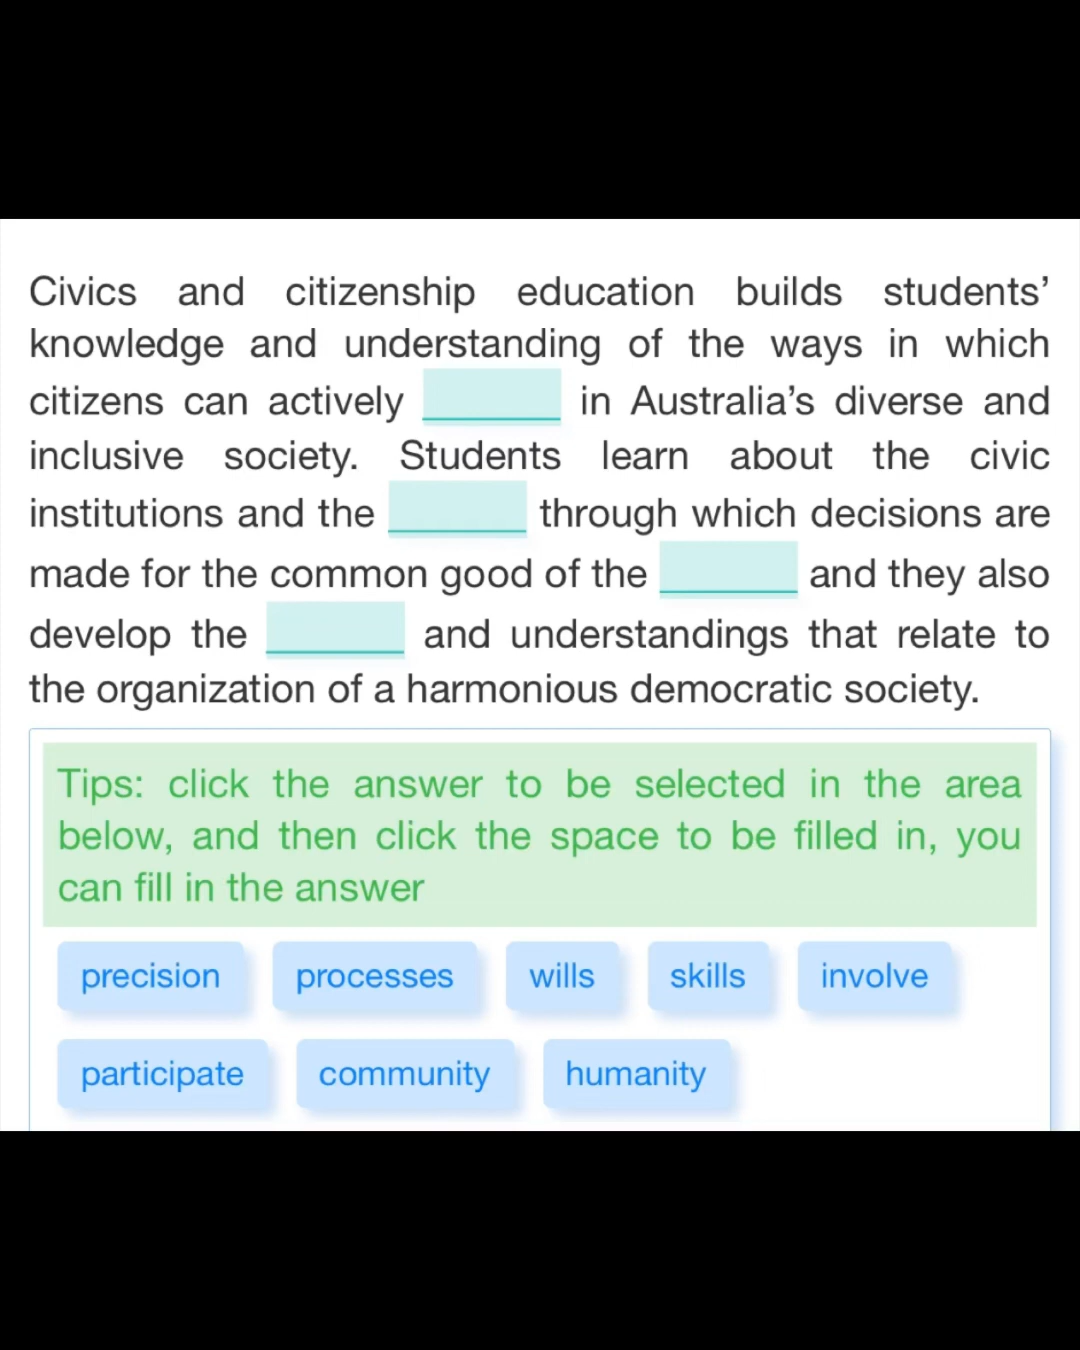 Civics and citizenship education builds students’
knowledge and understanding of the ways in which
citizens can actively in Australia’s diverse and
inclusive society. Students learn about the civic
institutions and the through which decisions are
made for the common good of the and they also
develop the and understandings that relate to
the organization of a harmonious democratic society.
Tips: click the answer to be selected in the area
below, and then click the space to be filled in, you
can fill in the answer
precision processes wills skills involve
participate community humanity